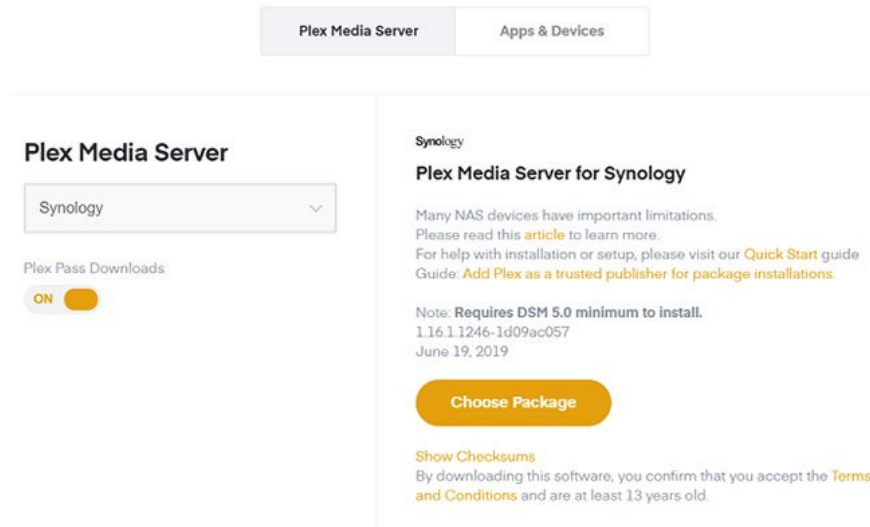 Plex Media Server
Apps & Devices
Plex Media Server
Synology
Plex Pass Downloads
ON
Synology
Plex Media Server for Synology
Many NAS devices have important limitations.
Please read this article to learn more.
For help with installation or setup, please visit our Quick Start guide
Guide: Add Plex as a trusted publisher for package installations.
Note: Requires DSM 5.0 minimum to install.
1.16.1.1246-1d09ac057
June 19, 2019
Choose Package
Show Checksums
By downloading this software, you confirm that you accept the Terms
and Conditions and are at least 13 years old.